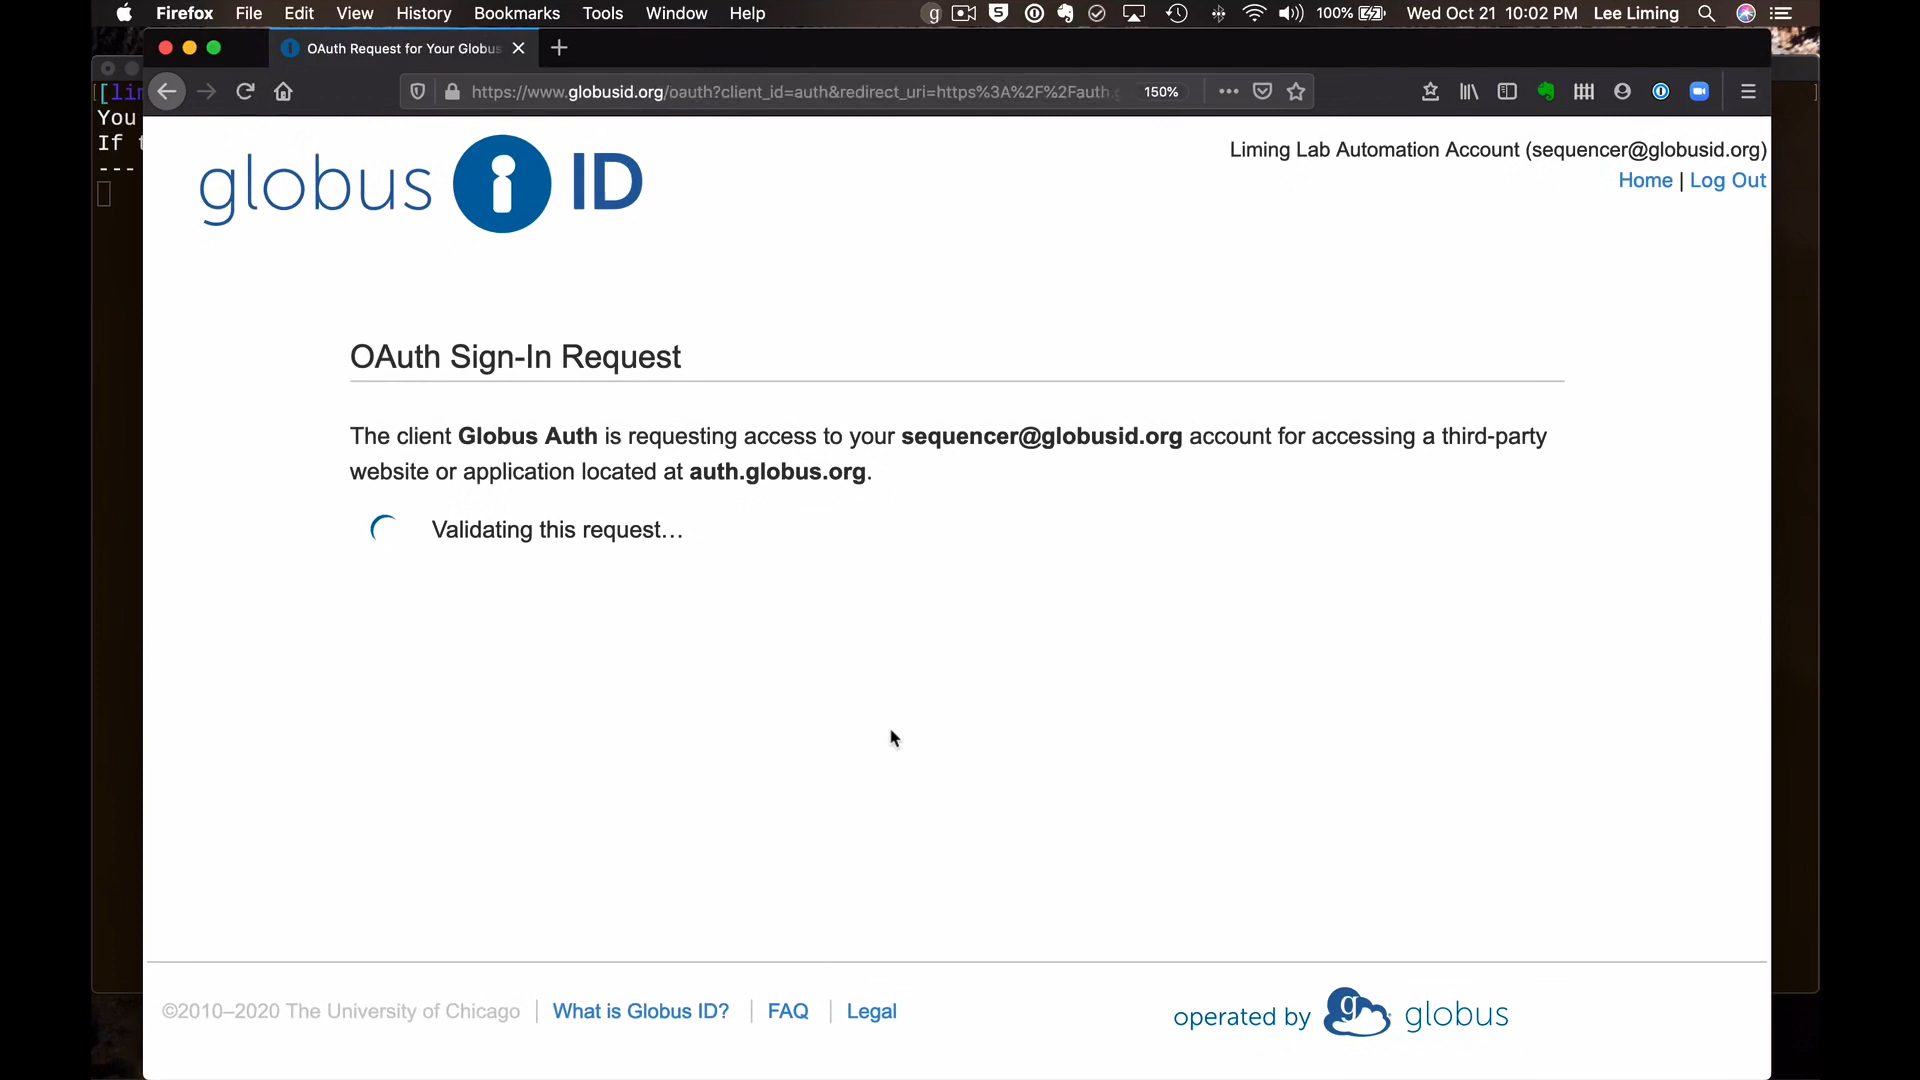 Firefox File Edit View History Bookmarks Tools Window Help 100% Wed Oct 21 10:02 PM Lee Liming
OAuth Request for Your Globus
https://www.globusid.org/oauth?client_id=auth&redirect_uri=https%3A%2F%2Fauth. 150%
[lim
You
If t
---
globus ID
Liming Lab Automation Account (sequencer@globusid.org)
Home | Log Out
OAuth Sign-In Request
The client Globus Auth is requesting access to your sequencer@globusid.org account for accessing a third-party
website or application located at auth.globus.org.
Validating this request…
©2010–2020 The University of Chicago | What is Globus ID? | FAQ | Legal
operated by globus